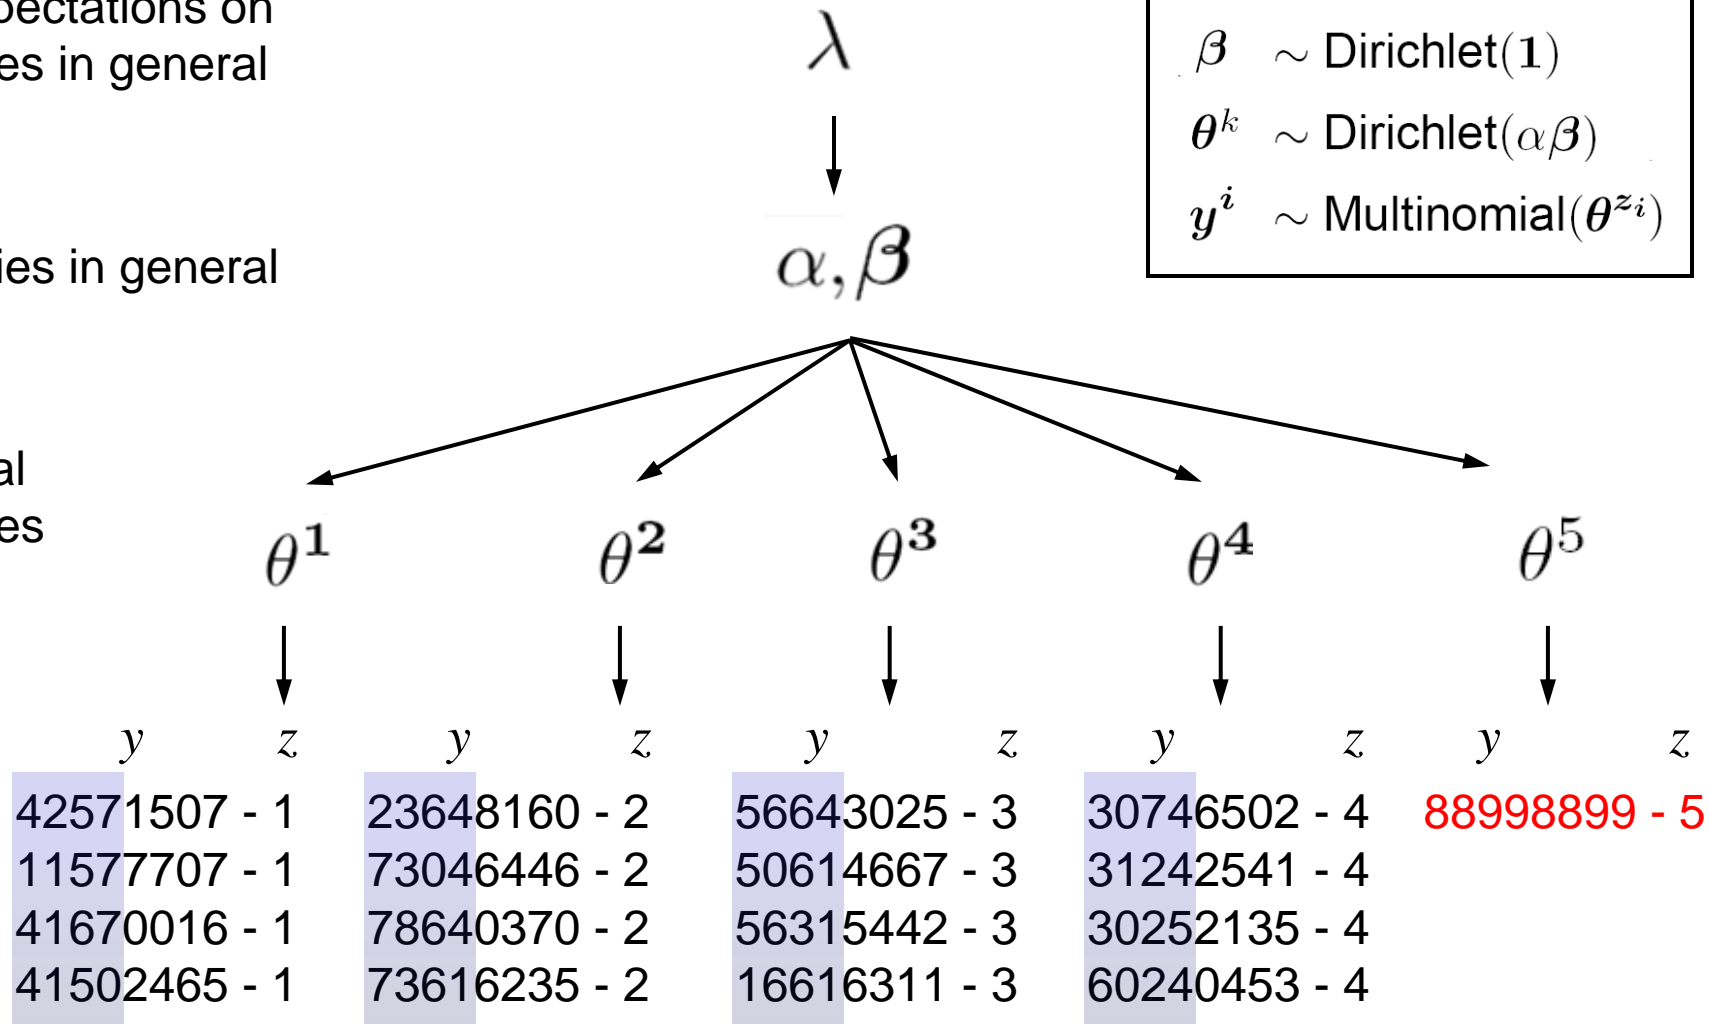 pectations on
es in general
λ
β ~ Dirichlet(1)
θ^k ~ Dirichlet(αβ)
y^i ~ Multinomial(θ^{z_i})
ies in general
α, β
al
es
θ^1 θ^2 θ^3 θ^4 θ^5
y z y z y z y z y z
42571507 - 1 23648160 - 2 56643025 - 3 30746502 - 4 88998899 - 5
11577707 - 1 73046446 - 2 50614667 - 3 31242541 - 4
41670016 - 1 78640370 - 2 56315442 - 3 30252135 - 4
41502465 - 1 73616235 - 2 16616311 - 3 60240453 - 4